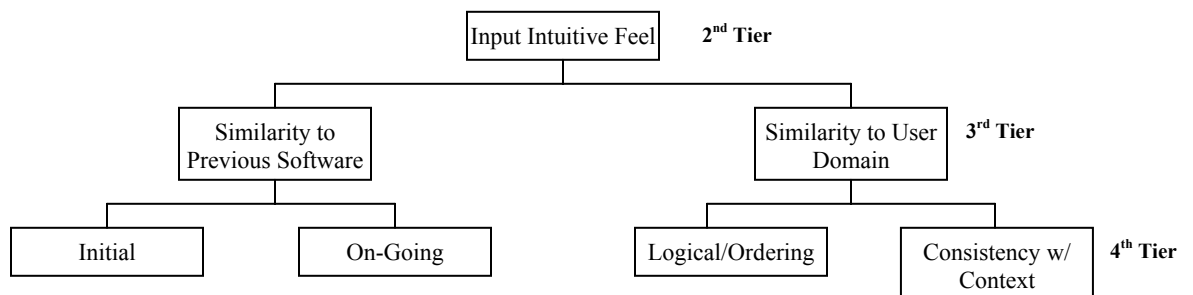 Input Intuitive Feel
2nd Tier
Similarity to
Previous Software
Similarity to User
Domain
3rd Tier
Initial
On-Going
Logical/Ordering
Consistency w/
Context
4th Tier